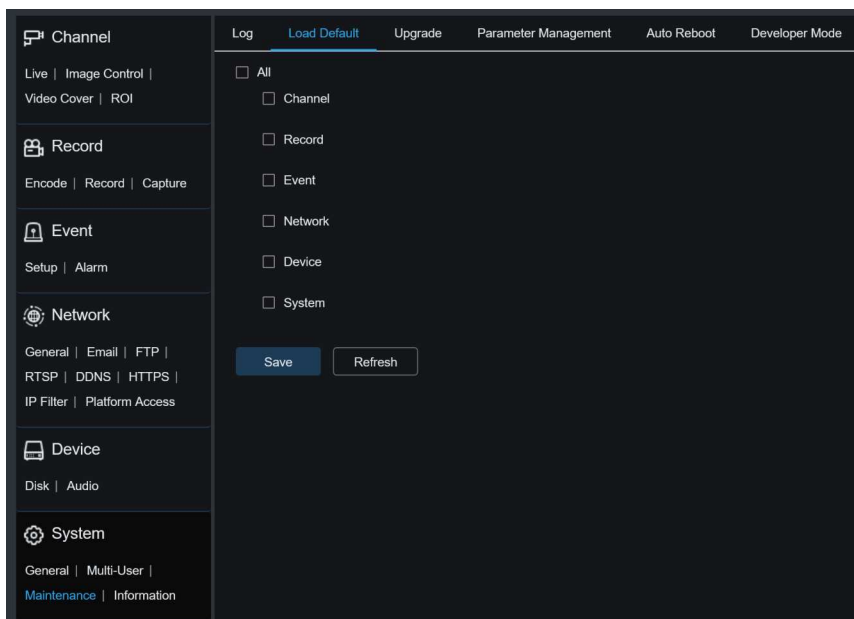 Channel
Live | Image Control |
Video Cover | ROI
Record
Encode | Record | Capture
Event
Setup | Alarm
Network
General | Email | FTP |
RTSP | DDNS | HTTPS |
IP Filter | Platform Access
Device
Disk | Audio
System
General | Multi-User |
Maintenance | Information
Log Load Default Upgrade Parameter Management Auto Reboot Developer Mode
All
Channel
Record
Event
Network
Device
System
Save Refresh